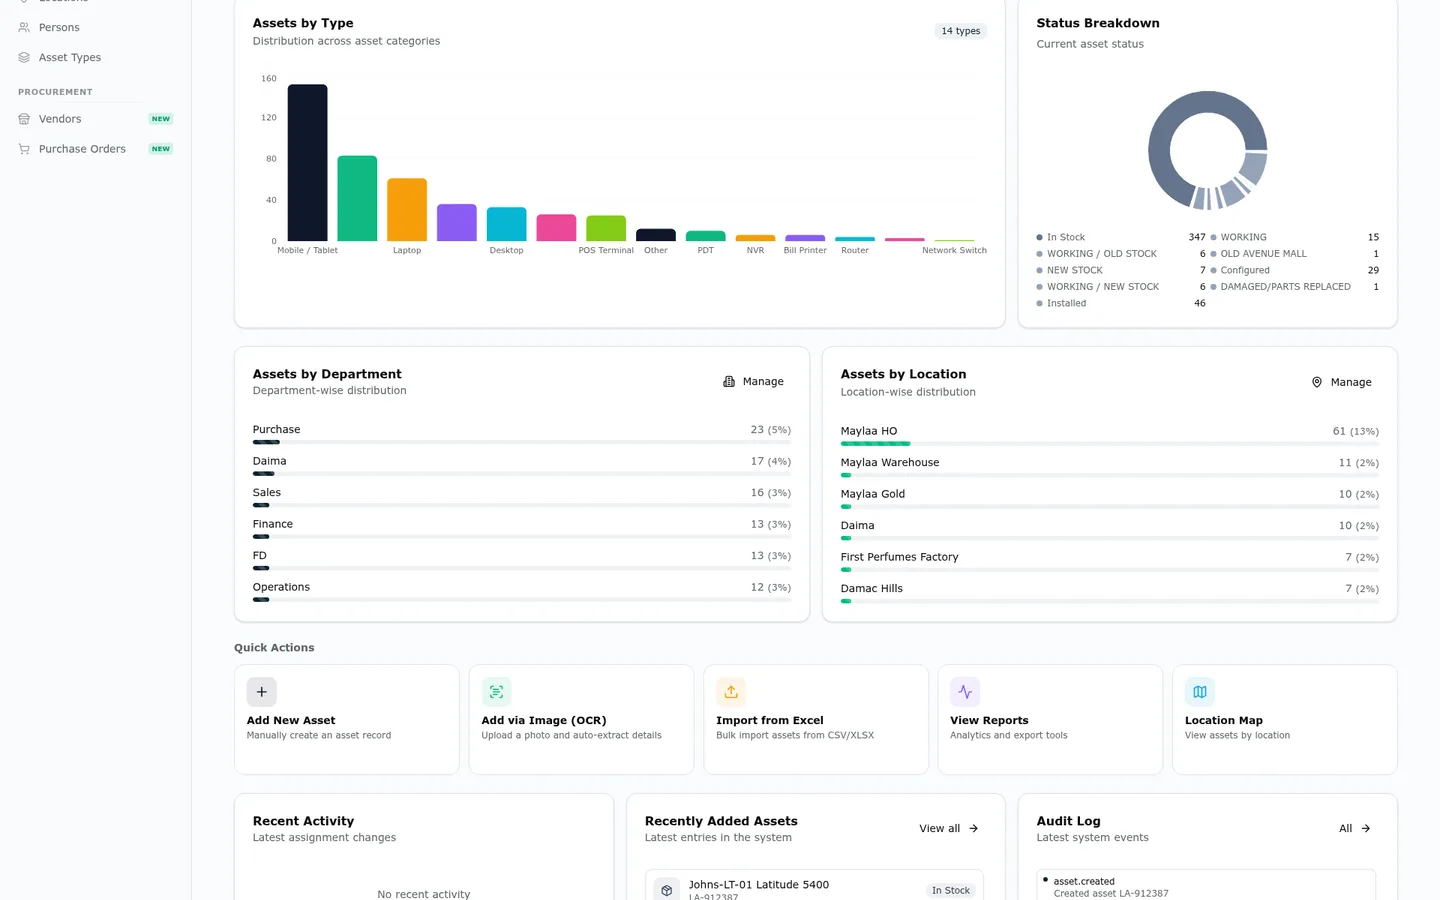 Persons
Asset Types
PROCUREMENT
Vendors NEW
Purchase Orders NEW
Assets by Type
Distribution across asset categories
14 types
160
120
80
40
0
Mobile / Tablet Laptop Desktop POS Terminal Other PDT NVR Bill Printer Router Network Switch
Status Breakdown
Current asset status
In Stock 347
WORKING 15
WORKING / OLD STOCK 6
OLD AVENUE MALL 1
NEW STOCK 7
Configured 29
WORKING / NEW STOCK 6
DAMAGED/PARTS REPLACED 1
Installed 46
Assets by Department
Department-wise distribution
Manage
Purchase 23 (5%)
Daima 17 (4%)
Sales 16 (3%)
Finance 13 (3%)
FD 13 (3%)
Operations 12 (3%)
Assets by Location
Location-wise distribution
Manage
Maylaa HO 61 (13%)
Maylaa Warehouse 11 (2%)
Maylaa Gold 10 (2%)
Daima 10 (2%)
First Perfumes Factory 7 (2%)
Damac Hills 7 (2%)
Quick Actions
Add New Asset
Manually create an asset record
Add via Image (OCR)
Upload a photo and auto-extract details
Import from Excel
Bulk import assets from CSV/XLSX
View Reports
Analytics and export tools
Location Map
View assets by location
Recent Activity
Latest assignment changes
No recent activity
Recently Added Assets
Latest entries in the system
View all
Johns-LT-01 Latitude 5400
LA-912387
In Stock
Audit Log
Latest system events
All
asset.created
Created asset LA-912387